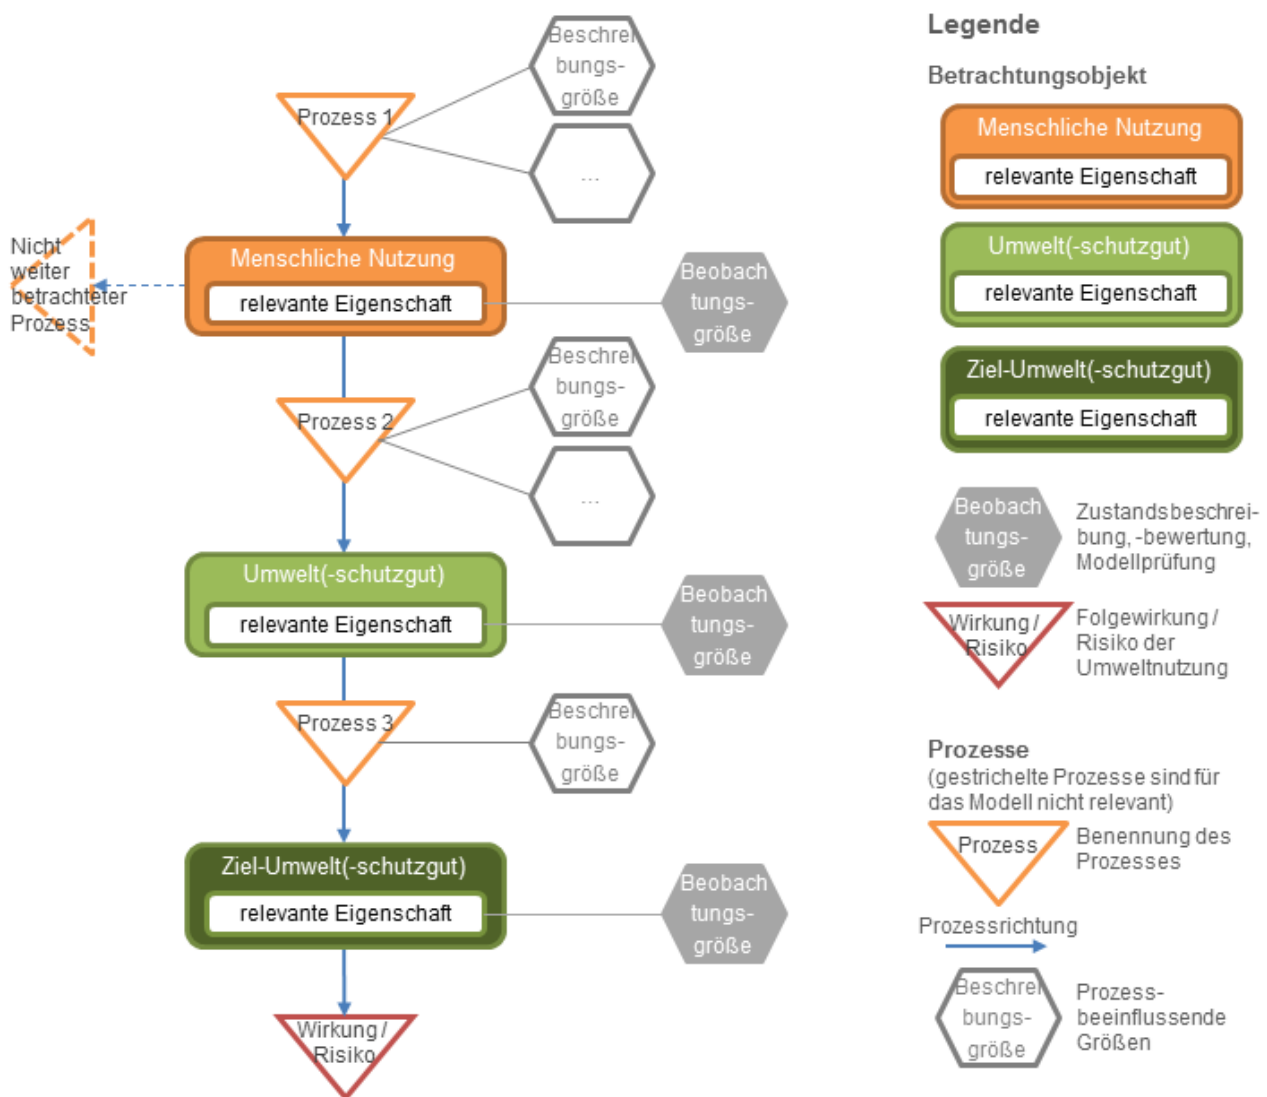 Beschrei
bungs-
größe
Prozess 1
...
Menschliche Nutzung
relevante Eigenschaft
Nicht
weiter
betrachteter
Prozess
Beobach
tungs-
größe
Beschrei
bungs-
größe
Prozess 2
...
Umwelt(-schutzgut)
relevante Eigenschaft
Beobach
tungs-
größe
Prozess 3
Beschrei
bungs-
größe
Ziel-Umwelt(-schutzgut)
relevante Eigenschaft
Beobach
tungs-
größe
Wirkung /
Risiko
Legende
Betrachtungsobjekt
Menschliche Nutzung
relevante Eigenschaft
Umwelt(-schutzgut)
relevante Eigenschaft
Ziel-Umwelt(-schutzgut)
relevante Eigenschaft
Beobach
tungs-
größe
Zustandsbeschrei-
bung, -bewertung,
Modellprüfung
Wirkung /
Risiko
Folgewirkung /
Risiko der
Umweltnutzung
Prozesse
(gestrichelte Prozesse sind für
das Modell nicht relevant)
Prozess
Benennung des
Prozesses
Prozessrichtung
Beschrei
bungs-
größe
Prozess-
beeinflussende
Größen